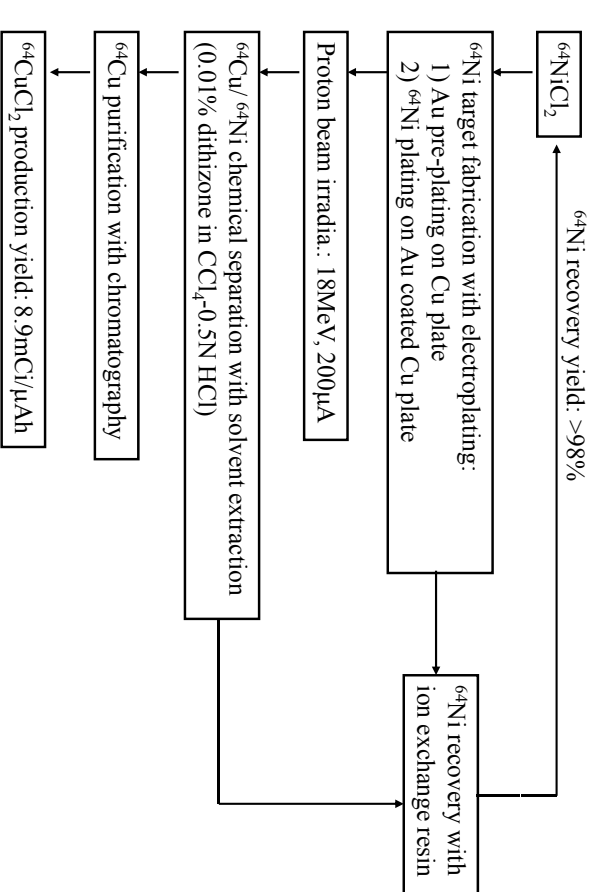 ⁶⁴NiCl₂
⁶⁴Ni recovery yield: >98%
⁶⁴Ni target fabrication with electroplating:
1) Au pre-plating on Cu plate
2) ⁶⁴Ni plating on Au coated Cu plate
⁶⁴Ni recovery with
ion exchange resin
Proton beam irradia.: 18MeV, 200μA
⁶⁴Cu/ ⁶⁴Ni chemical separation with solvent extraction
(0.01% dithizone in CCl₄-0.5N HCl)
⁶⁴Cu purification with chromatography
⁶⁴CuCl₂ production yield: 8.9mCi/μAh